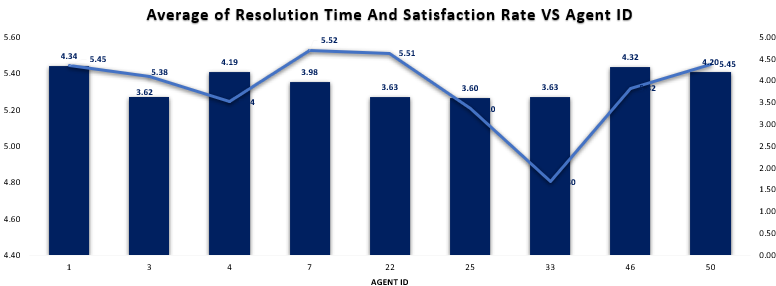 Average of Resolution Time And Satisfaction Rate VS Agent ID
5.60 5.00
4.34 5.45 5.38 4.19 5.52 5.51 4.32 4.20 5.45
4.50
5.40 4.00
3.62 3.98 3.63 3.60 3.63
3.50
5.20
3.00
5.00 2.50
2.00
4.80
1.50
4.60 1.00
0.50
4.40 0.00
1 3 4 7 22 25 33 46 50
AGENT ID